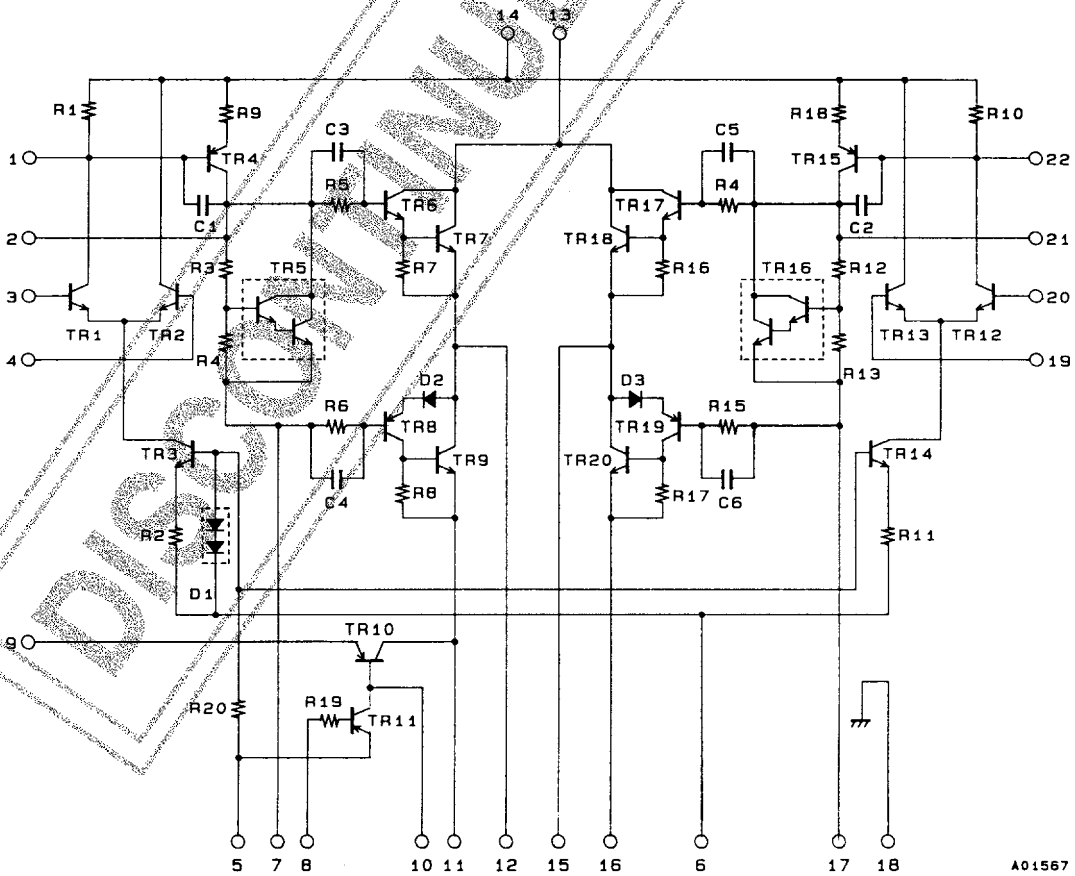 14 13
R1 R9 R18 R10
C3 C5
1 TR4 TR15 22
R5 R4
TR6 TR17
C1 C2
2 TR7 TR18 21
R3 TR5 R7 R16 TR16 R12
3 20
TR1 TR2 TR13 TR12
4 R4 R13 19
D2 D3
R6 R15
TR8 TR19
TR3 TR9 TR20 TR14
R8 R17
C4 C6
R2 R11
D1
9 TR10
R20 R19 TR11
5 7 8 10 11 12 15 16 6 17 18
A01567
DISCONTINU